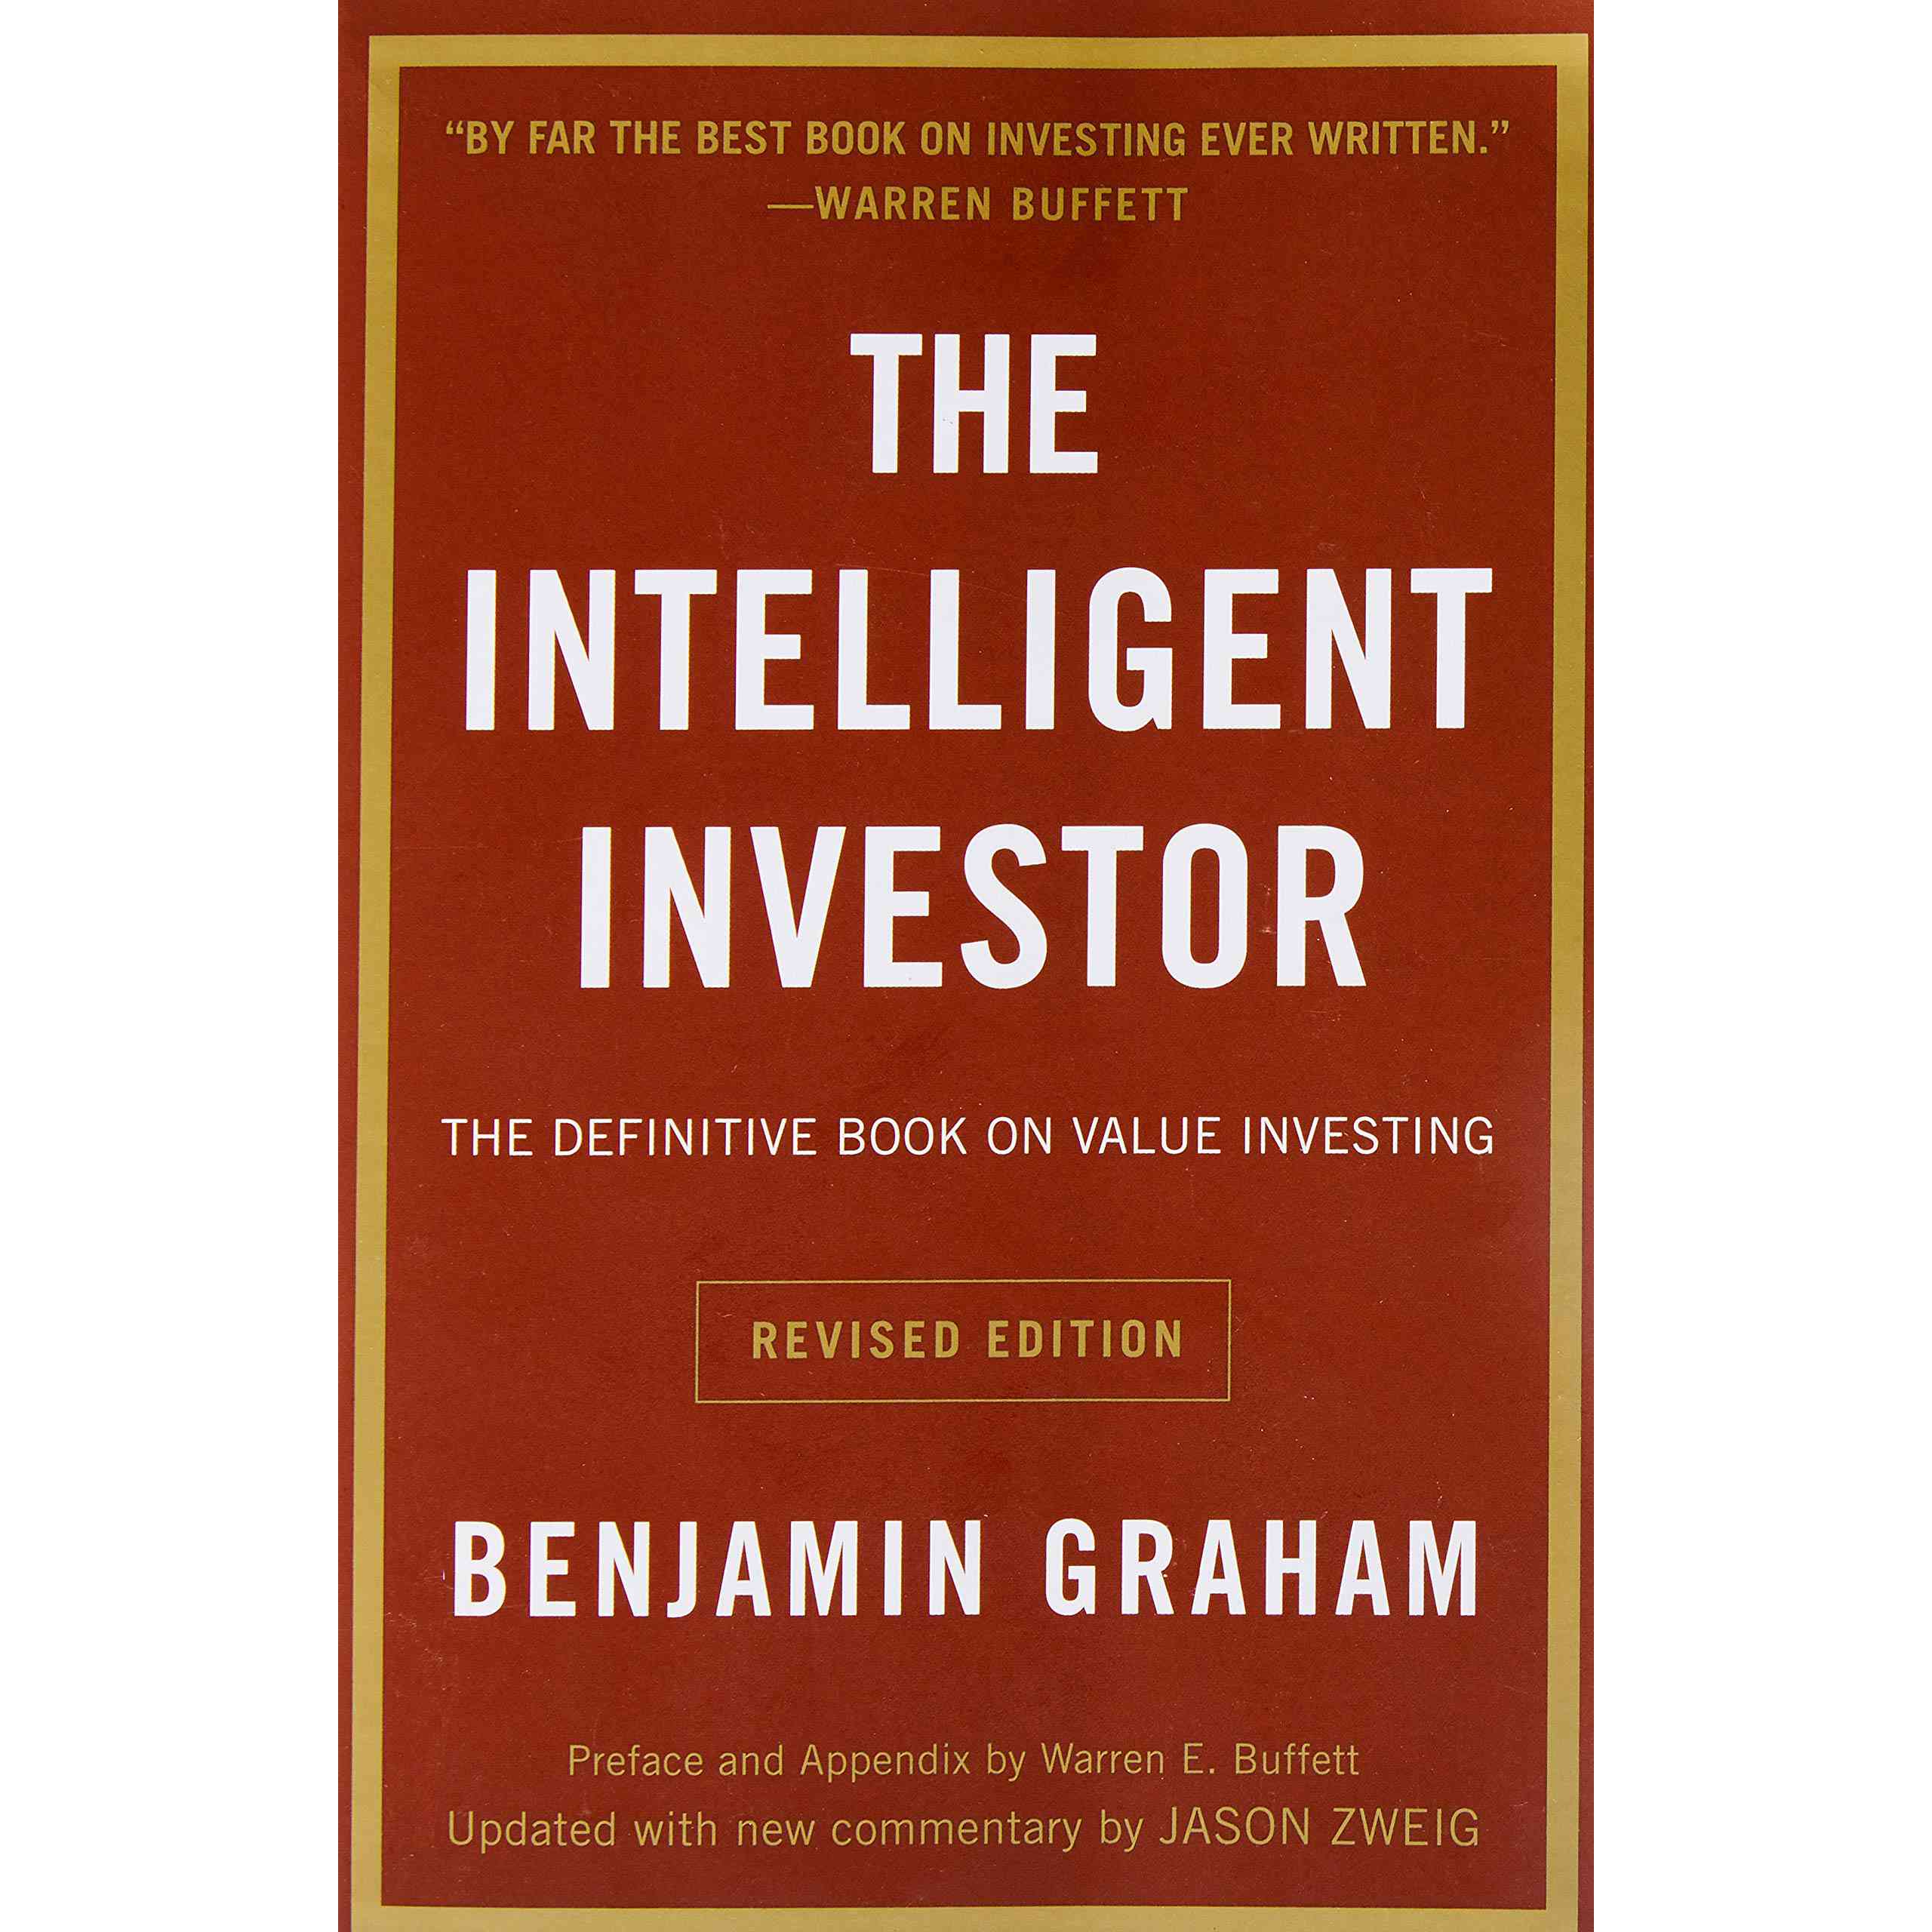 “BY FAR THE BEST BOOK ON INVESTING EVER WRITTEN.”
—WARREN BUFFETT
THE
INTELLIGENT
INVESTOR
THE DEFINITIVE BOOK ON VALUE INVESTING
REVISED EDITION
BENJAMIN GRAHAM
Preface and Appendix by Warren E. Buffett
Updated with new commentary by JASON ZWEIG